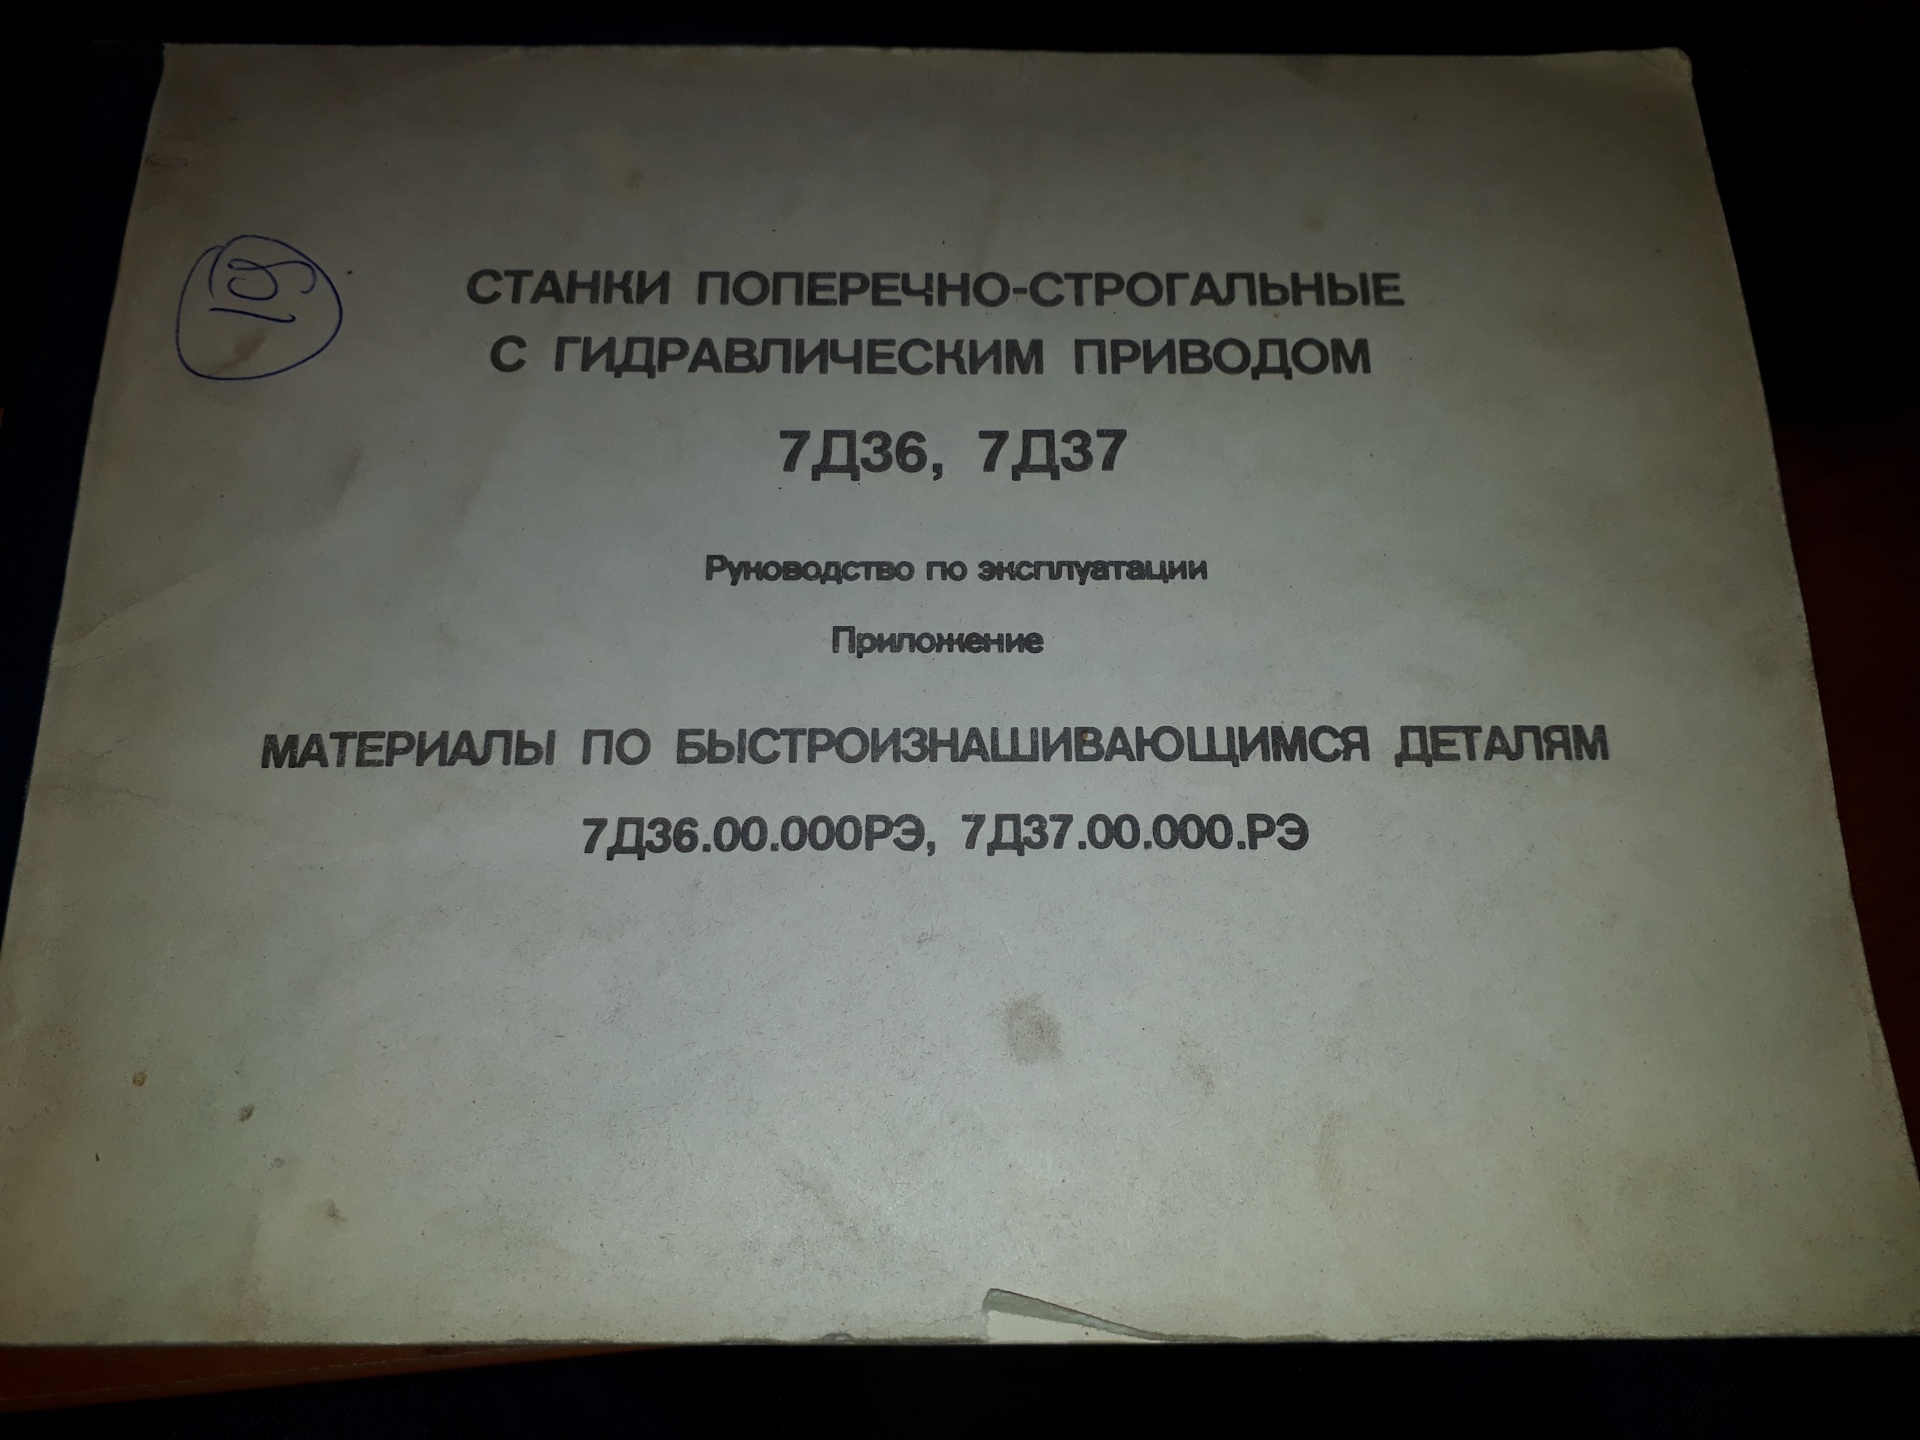 СТАНКИ ПОПЕРЕЧНО-СТРОГАЛЬНЫЕ
С ГИДРАВЛИЧЕСКИМ ПРИВОДОМ
7Д36, 7Д37
Руководство по эксплуатации
Приложение
МАТЕРИАЛЫ ПО БЫСТРОИЗНАШИВАЮЩИМСЯ ДЕТАЛЯМ
7Д36.00.000РЭ, 7Д37.00.000.РЭ